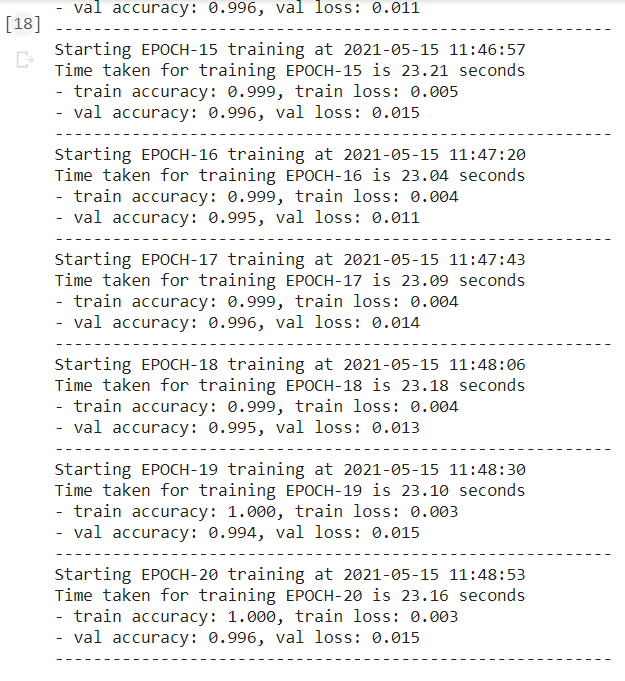 - val accuracy: 0.996, val loss: 0.011
[18]
------------------------------------------------------------
Starting EPOCH-15 training at 2021-05-15 11:46:57
Time taken for training EPOCH-15 is 23.21 seconds
- train accuracy: 0.999, train loss: 0.005
- val accuracy: 0.996, val loss: 0.015
------------------------------------------------------------
Starting EPOCH-16 training at 2021-05-15 11:47:20
Time taken for training EPOCH-16 is 23.04 seconds
- train accuracy: 0.999, train loss: 0.004
- val accuracy: 0.995, val loss: 0.011
------------------------------------------------------------
Starting EPOCH-17 training at 2021-05-15 11:47:43
Time taken for training EPOCH-17 is 23.09 seconds
- train accuracy: 0.999, train loss: 0.004
- val accuracy: 0.996, val loss: 0.014
------------------------------------------------------------
Starting EPOCH-18 training at 2021-05-15 11:48:06
Time taken for training EPOCH-18 is 23.18 seconds
- train accuracy: 0.999, train loss: 0.004
- val accuracy: 0.995, val loss: 0.013
------------------------------------------------------------
Starting EPOCH-19 training at 2021-05-15 11:48:30
Time taken for training EPOCH-19 is 23.10 seconds
- train accuracy: 1.000, train loss: 0.003
- val accuracy: 0.994, val loss: 0.015
------------------------------------------------------------
Starting EPOCH-20 training at 2021-05-15 11:48:53
Time taken for training EPOCH-20 is 23.16 seconds
- train accuracy: 1.000, train loss: 0.003
- val accuracy: 0.996, val loss: 0.015
------------------------------------------------------------